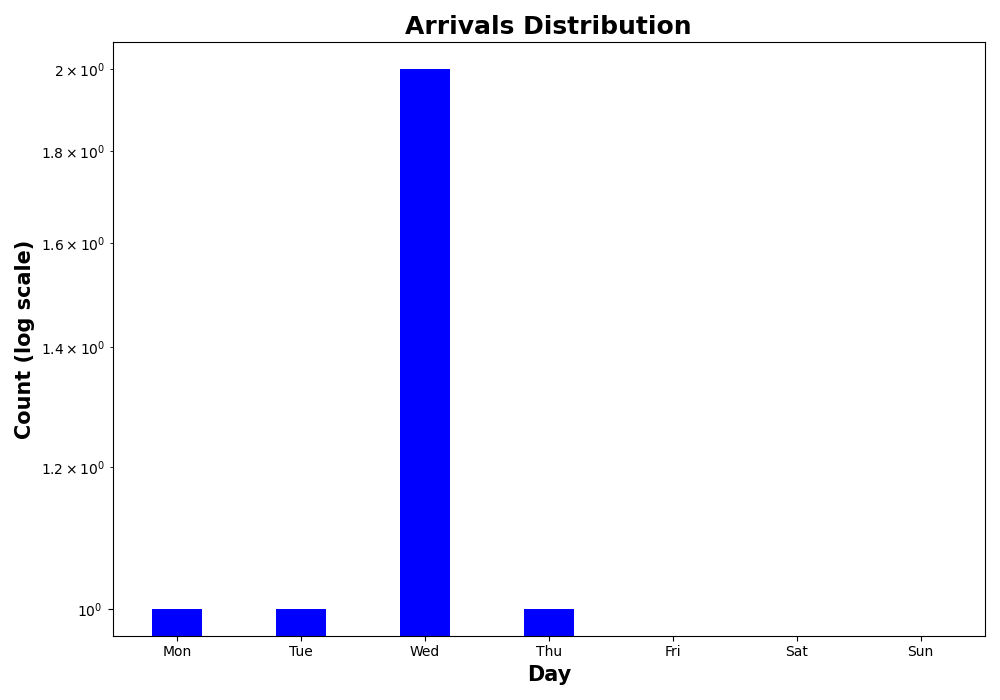 Arrivals Distribution
2 × 10⁰
1.8 × 10⁰
1.6 × 10⁰
1.4 × 10⁰
1.2 × 10⁰
10⁰
Count (log scale)
Mon Tue Wed Thu Fri Sat Sun
Day